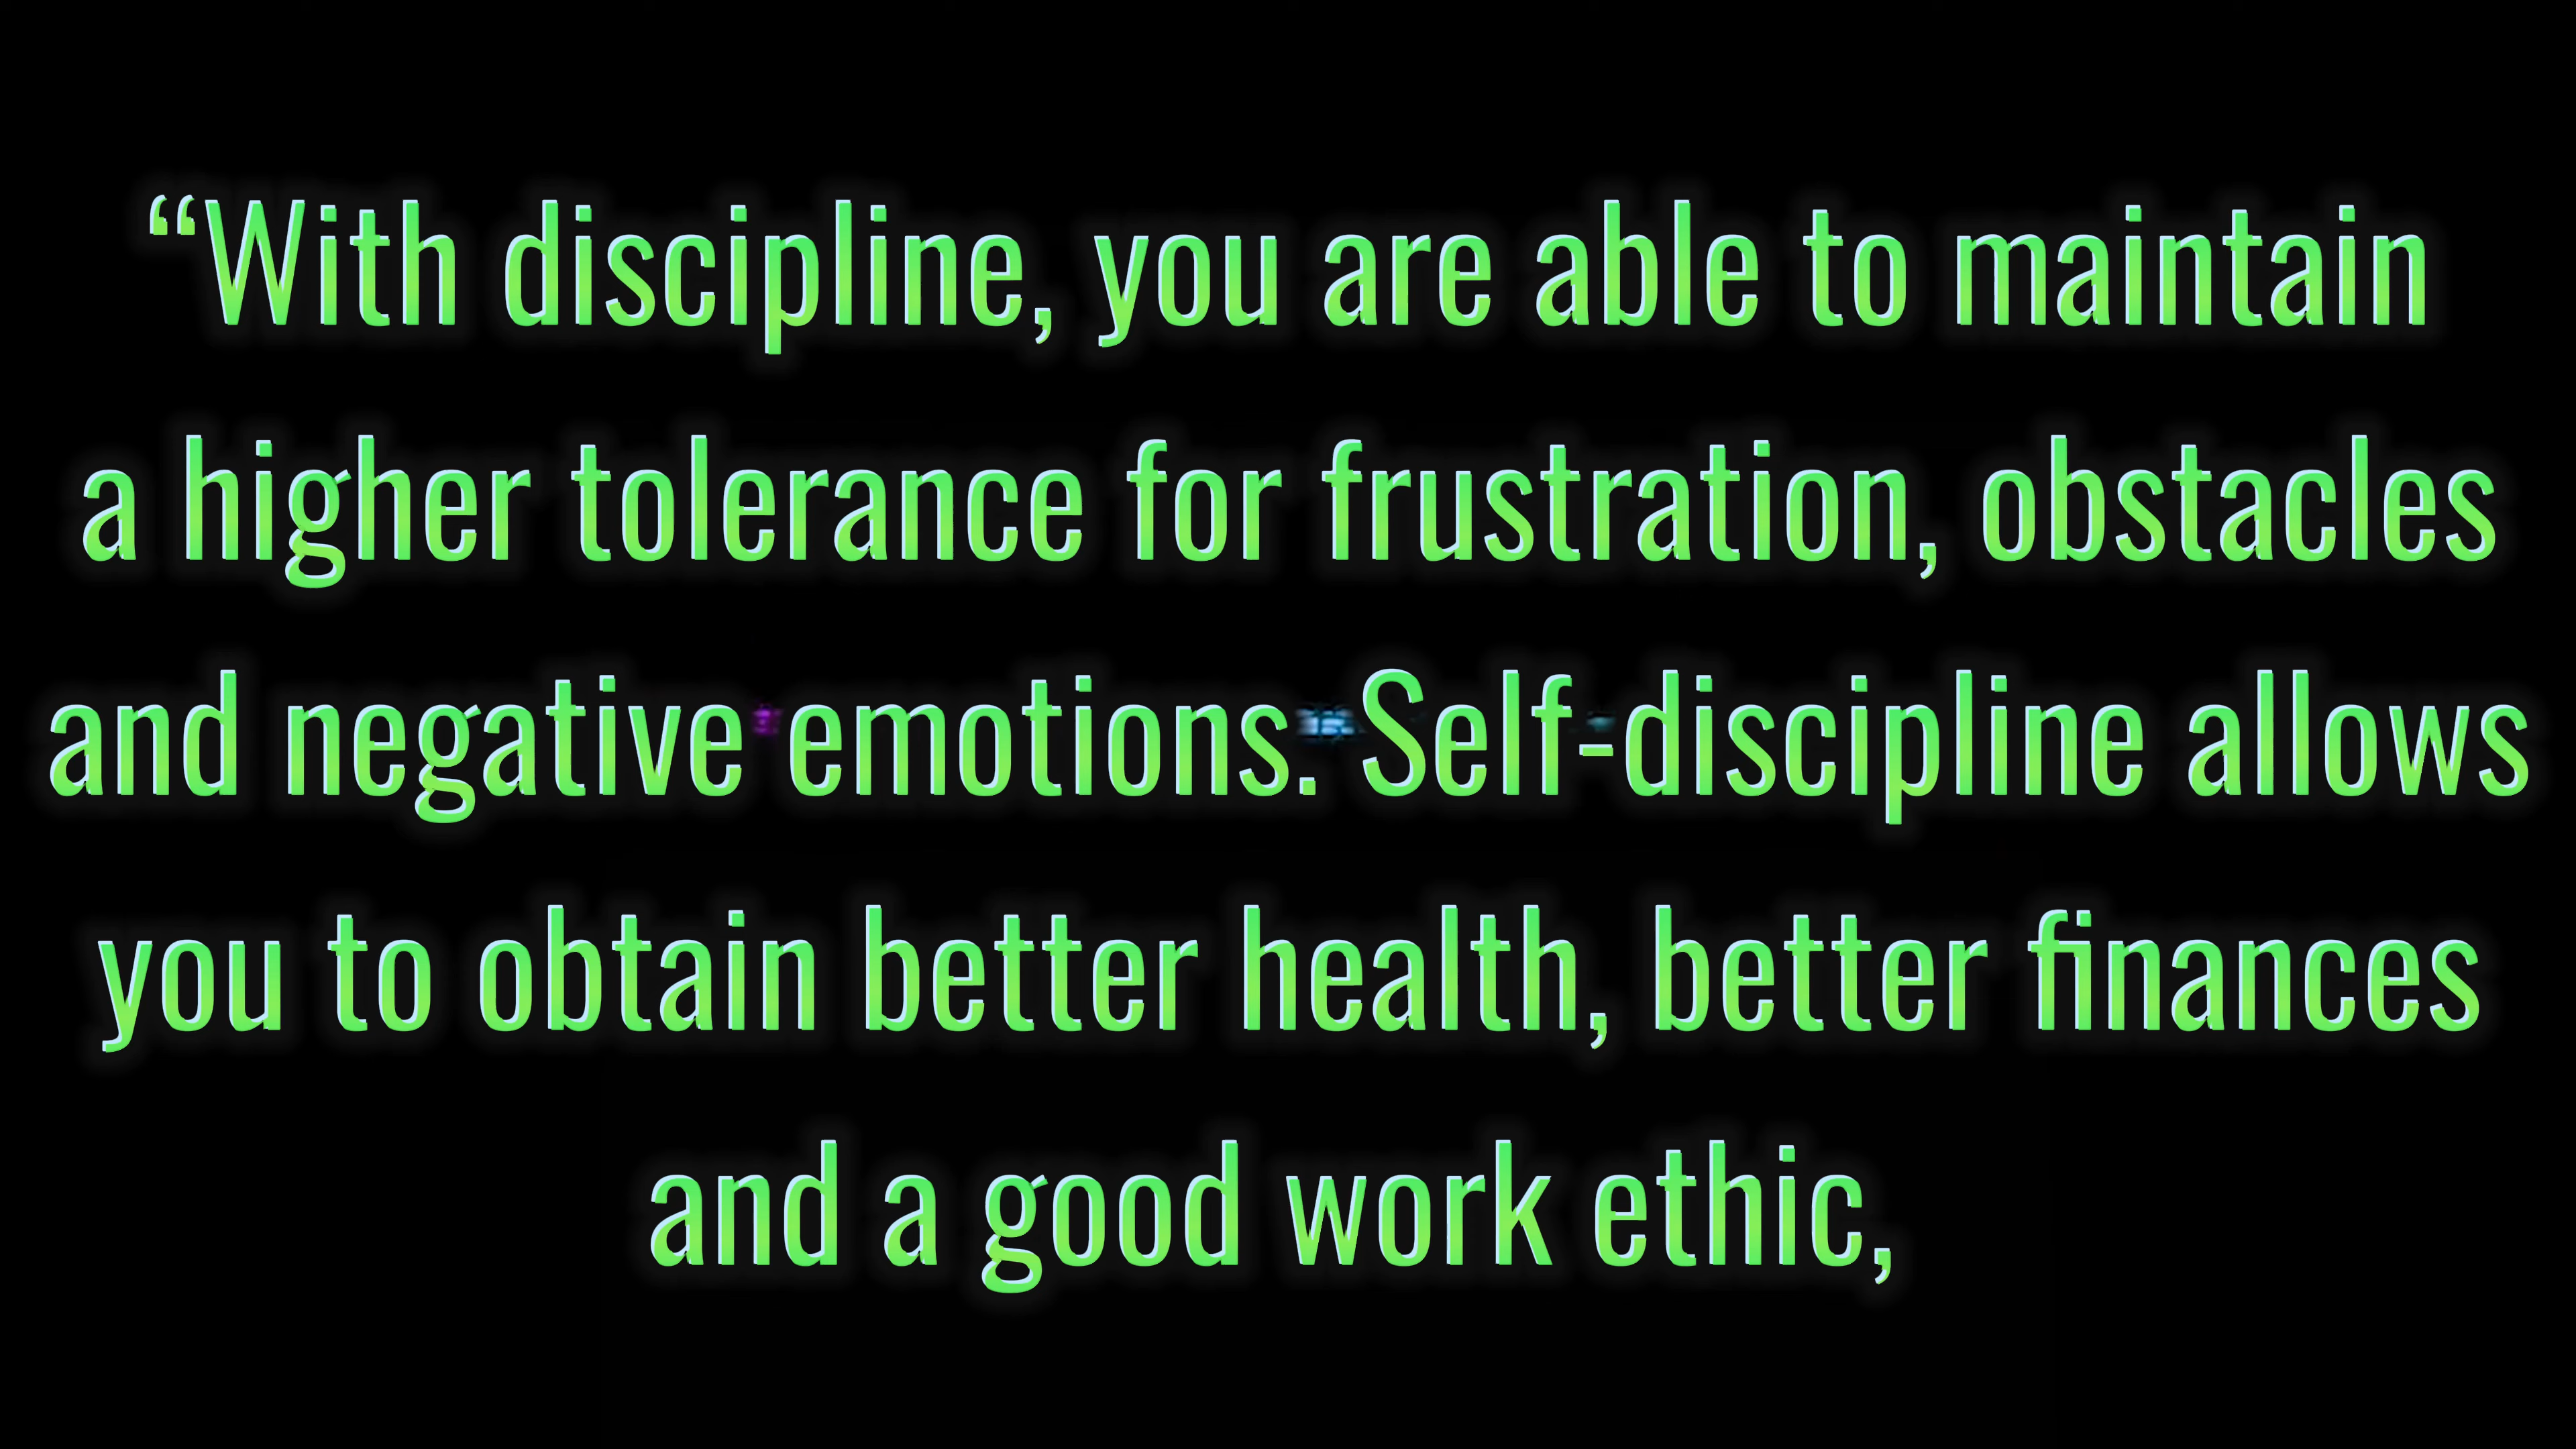 “With discipline, you are able to maintain
a higher tolerance for frustration, obstacles
and negative emotions. Self-discipline allows
you to obtain better health, better finances
and a good work ethic,